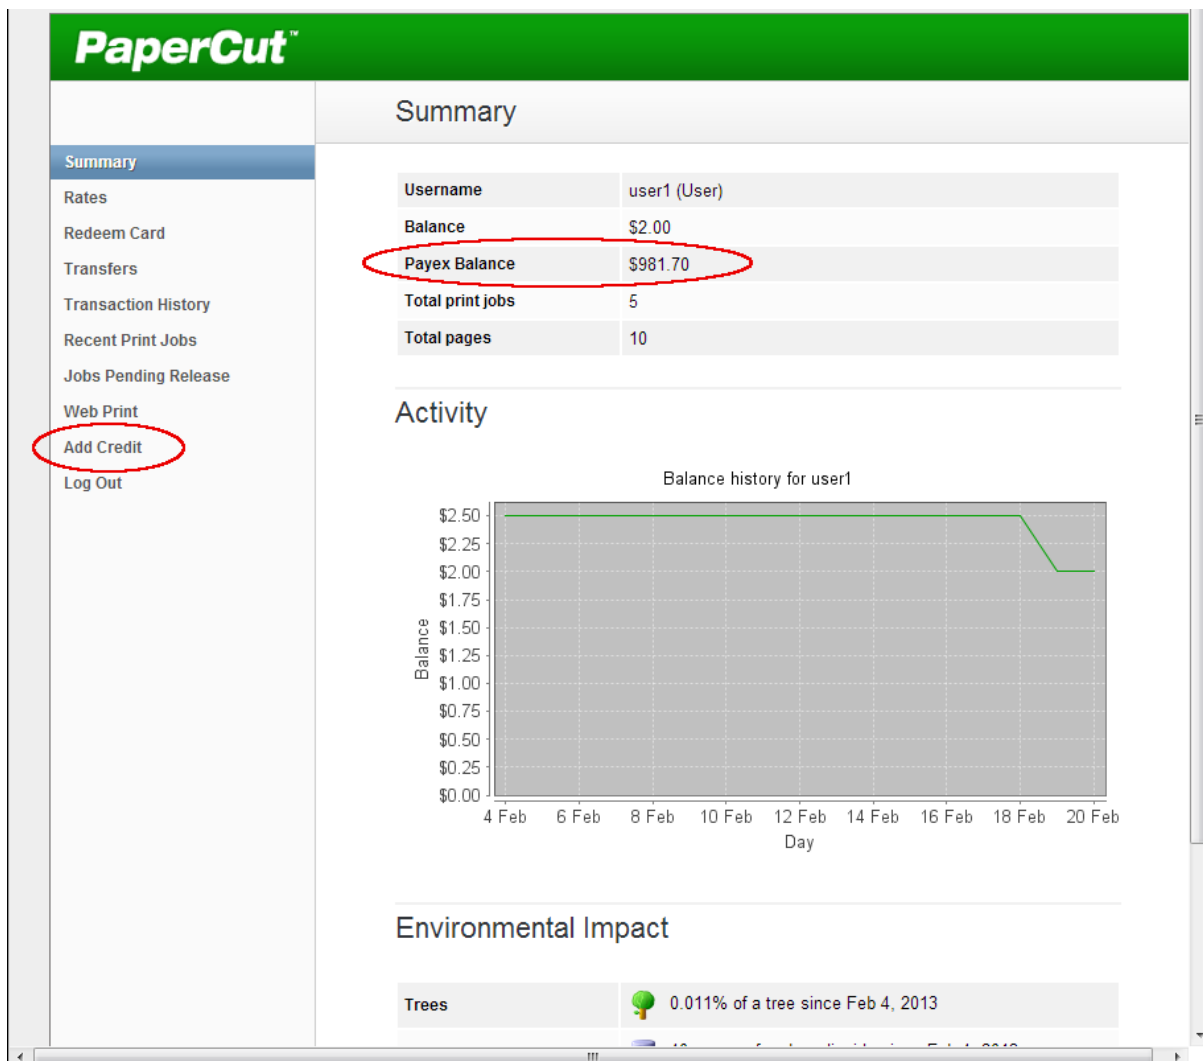 PaperCut™
Summary
Summary
Rates
Redeem Card
Transfers
Transaction History
Recent Print Jobs
Jobs Pending Release
Web Print
Add Credit
Log Out
Username user1 (User)
Balance $2.00
Payex Balance $981.70
Total print jobs 5
Total pages 10
Activity
Balance history for user1
$2.50
$2.25
$2.00
$1.75
$1.50
$1.25
$1.00
$0.75
$0.50
$0.25
$0.00
Balance
4 Feb 6 Feb 8 Feb 10 Feb 12 Feb 14 Feb 16 Feb 18 Feb 20 Feb
Day
Environmental Impact
Trees 0.011% of a tree since Feb 4, 2013